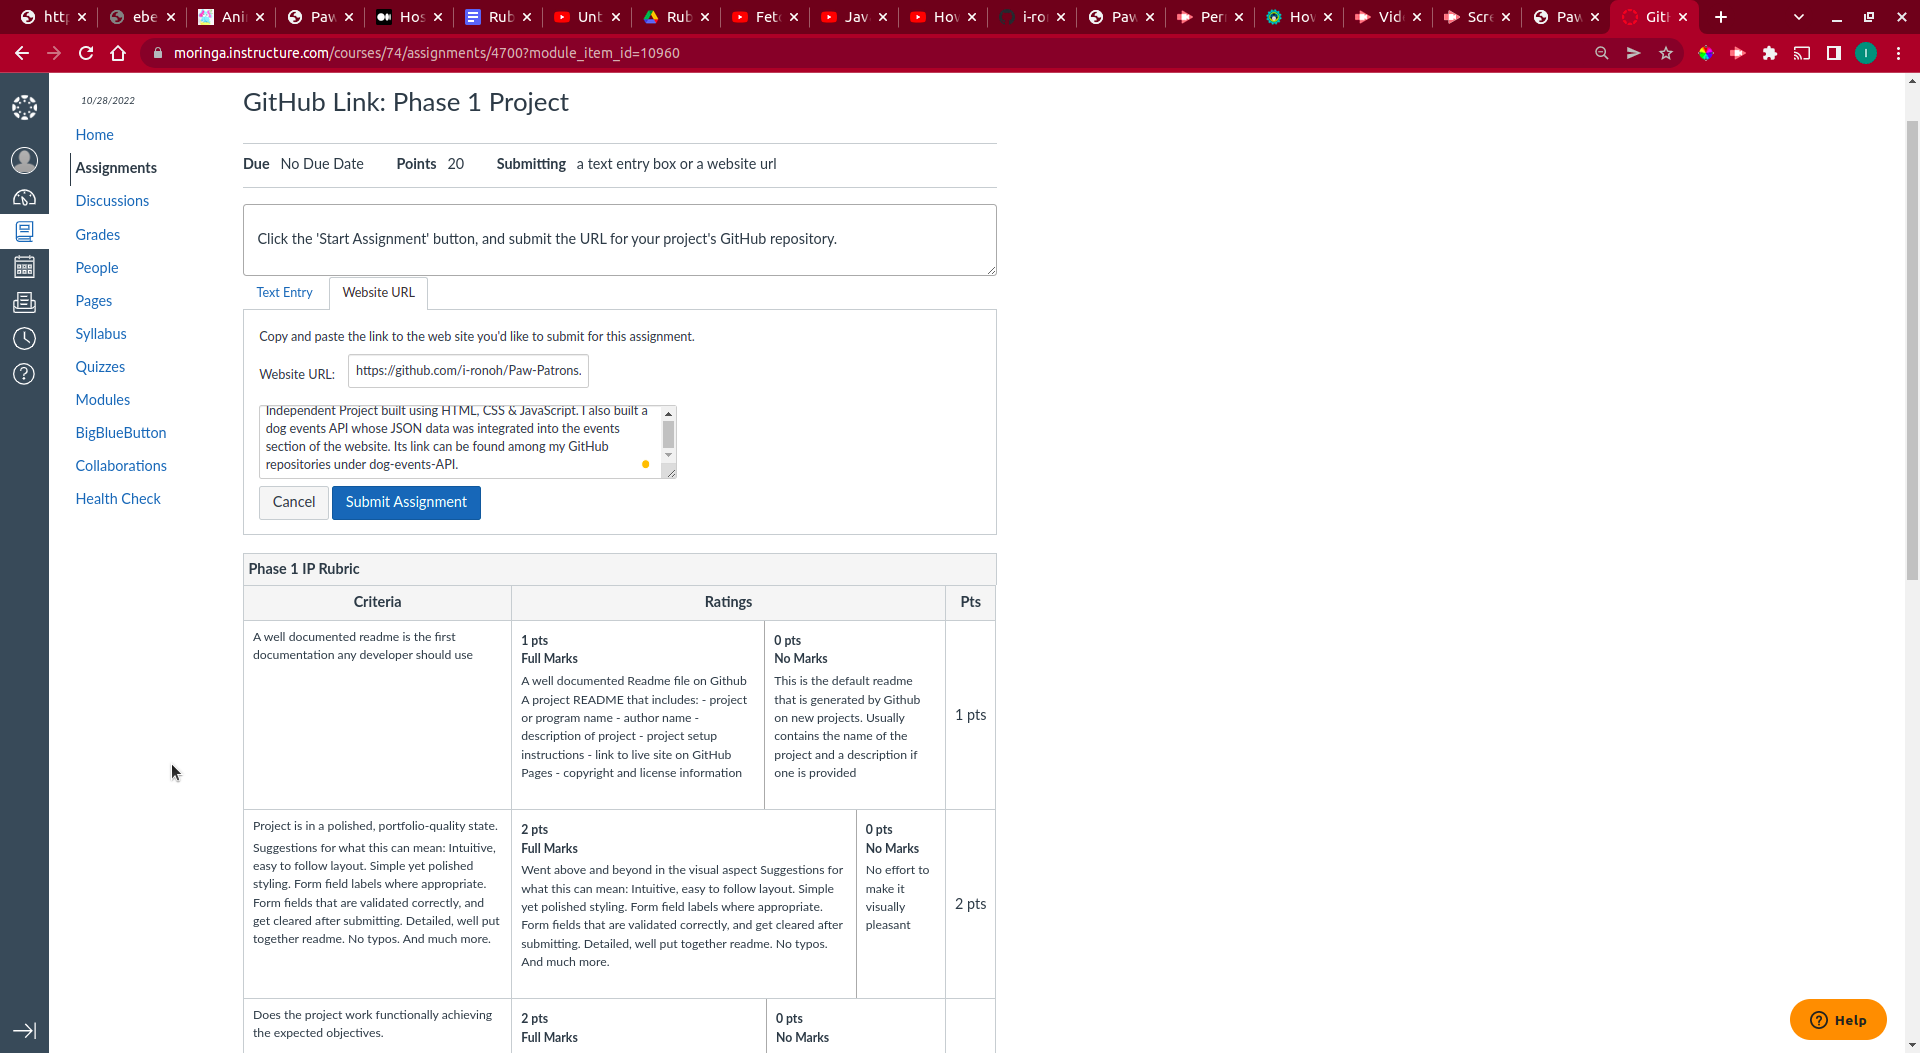 http
ebe
Ani
Paw
Hos
Rub
Unt
Rub
Fet
Jav
Hov
i-ro
Paw
Per
Hov
Vid
Scre
Paw
GitH
moringa.instructure.com/courses/74/assignments/4700?module_item_id=10960
I
10/28/2022
Home
Assignments
Discussions
Grades
People
Pages
Syllabus
Quizzes
Modules
BigBlueButton
Collaborations
Health Check
GitHub Link: Phase 1 Project
Due No Due Date Points 20 Submitting a text entry box or a website url
Click the 'Start Assignment' button, and submit the URL for your project's GitHub repository.
Text Entry Website URL
Copy and paste the link to the web site you'd like to submit for this assignment.
Website URL: https://github.com/i-ronoh/Paw-Patrons.
Independent Project built using HTML, CSS & JavaScript. I also built a
dog events API whose JSON data was integrated into the events
section of the website. Its link can be found among my GitHub
repositories under dog-events-API.
Cancel Submit Assignment
Phase 1 IP Rubric
Criteria Ratings Pts
A well documented readme is the first
documentation any developer should use
1 pts
Full Marks
A well documented Readme file on Github
A project README that includes: - project
or program name - author name -
description of project - project setup
instructions - link to live site on GitHub
Pages - copyright and license information
0 pts
No Marks
This is the default readme
that is generated by Github
on new projects. Usually
contains the name of the
project and a description if
one is provided
1 pts
Project is in a polished, portfolio-quality state.
Suggestions for what this can mean: Intuitive,
easy to follow layout. Simple yet polished
styling. Form field labels where appropriate.
Form fields that are validated correctly, and
get cleared after submitting. Detailed, well put
together readme. No typos. And much more.
2 pts
Full Marks
Went above and beyond in the visual aspect Suggestions for
what this can mean: Intuitive, easy to follow layout. Simple
yet polished styling. Form field labels where appropriate.
Form fields that are validated correctly, and get cleared after
submitting. Detailed, well put together readme. No typos.
And much more.
0 pts
No Marks
No effort to
make it
visually
pleasant
2 pts
Does the project work functionally achieving
the expected objectives.
2 pts
Full Marks
0 pts
No Marks
Help